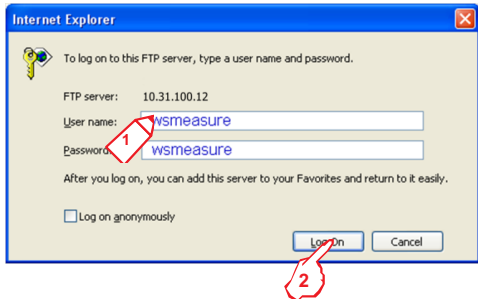 Internet Explorer
To log on to this FTP server, type a user name and password.
FTP server: 10.31.100.12
User name: wsmeasure
1
Password: wsmeasure
After you log on, you can add this server to your Favorites and return to it easily.
Log on anonymously
Log On Cancel
2